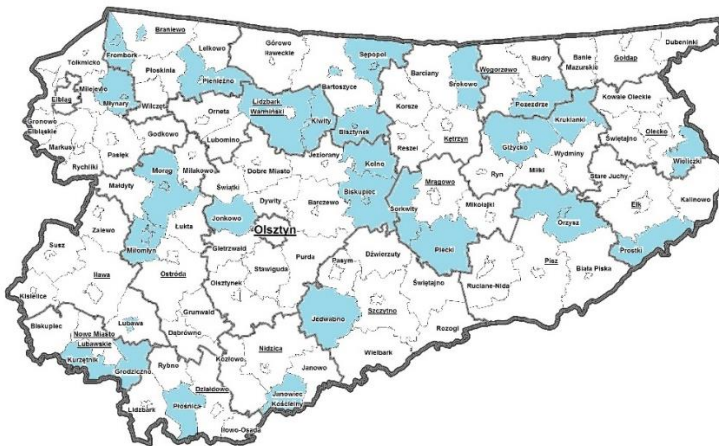 Braniewo
Frombork
Lelkowo
Górowo
Iławeckie
Sępopol
Dubeninki
Tolkmicko
Płoskinia
Pieniężno
Bartoszyce
Barciany
Srokowo
Węgorzewo
Budry
Banie
Mazurskie
Gołdap
Milejewo
Elbląg
Młynary
Wilczęta
Orneta
Lidzbark
Warmiński
Kiwity
Bisztynek
Korsze
Pozezdrze
Kruklanki
Kowale Oleckie
Gronowo
Elbląskie
Markusy
Pasłęk
Godkowo
Lubomino
Reszel
Kętrzyn
Giżycko
Świętajno
Olecko
Rychliki
Morąg
Miłakowo
Dobre Miasto
Jeziorany
Kolno
Wydminy
Wieliczki
Małdyty
Świątki
Barczewo
Biskupiec
Mrągowo
Ryn
Miłki
Stare Juchy
Jonkowo
Dywity
Sorkwity
Mikołajki
Ełk
Kalinowo
Susz
Zalewo
Łukta
Olsztyn
Orzysz
Miłomłyn
Gietrzwałd
Purda
Pasym
Dźwierzuty
Piecki
Prostki
Iława
Ostróda
Stawiguda
Olsztynek
Szczytno
Świętajno
Ruciane-Nida
Pisz
Biała Piska
Kisielice
Grunwald
Jedwabno
Biskupiec
Nowe Miasto
Lubawskie
Lubawa
Dąbrówno
Rozogi
Kurzętnik
Grodziczno
Rybno
Kozłowo
Nidzica
Janowo
Wielbark
Lidzbark
Płośnica
Działdowo
Janowiec
Kościelny
Iłowo-Osada